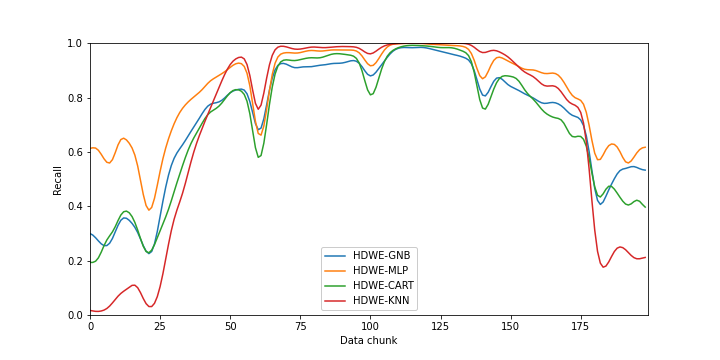 1.0
0.8
0.6
0.4
0.2
0.0
Recall
HDWE-GNB
HDWE-MLP
HDWE-CART
HDWE-KNN
0 25 50 75 100 125 150 175
Data chunk